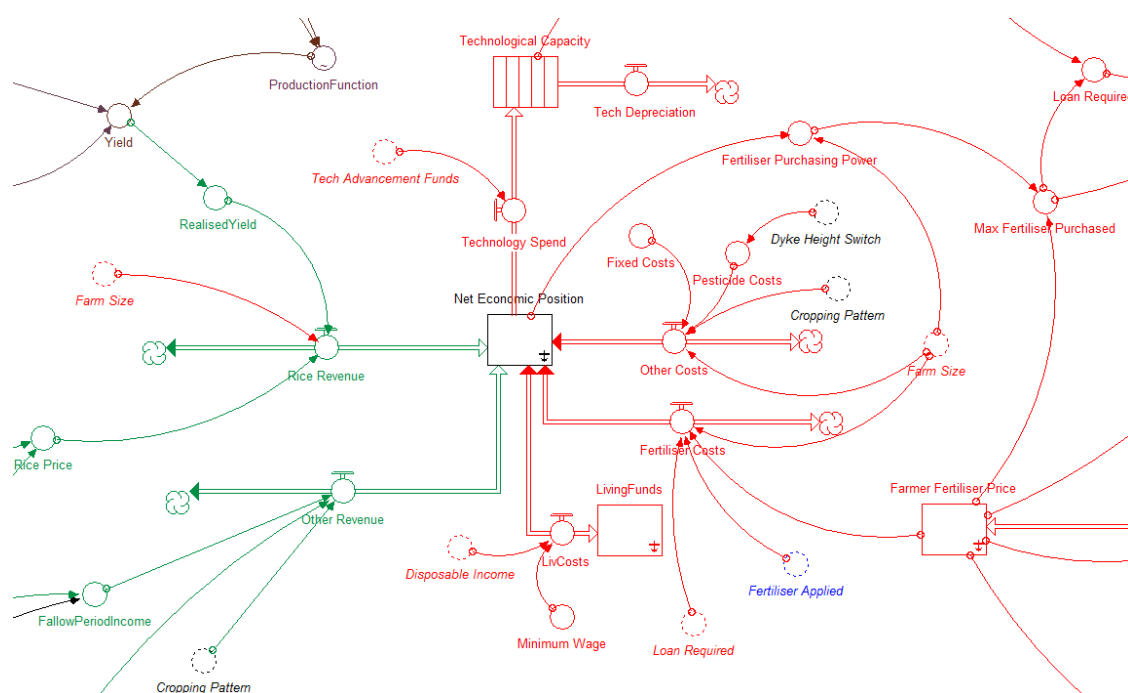 Technological Capacity
ProductionFunction
Loan Required
Tech Depreciation
Yield
Fertiliser Purchasing Power
Tech Advancement Funds
RealisedYield
Max Fertiliser Purchased
Technology Spend
Dyke Height Switch
Fixed Costs
Pesticide Costs
Farm Size
Net Economic Position
Cropping Pattern
Rice Revenue
Other Costs
Farm Size
Fertiliser Costs
Rice Price
LivingFunds
Farmer Fertiliser Price
Other Revenue
LivCosts
Disposable Income
Fertiliser Applied
FallowPeriodIncome
Minimum Wage
Loan Required
Cropping Pattern